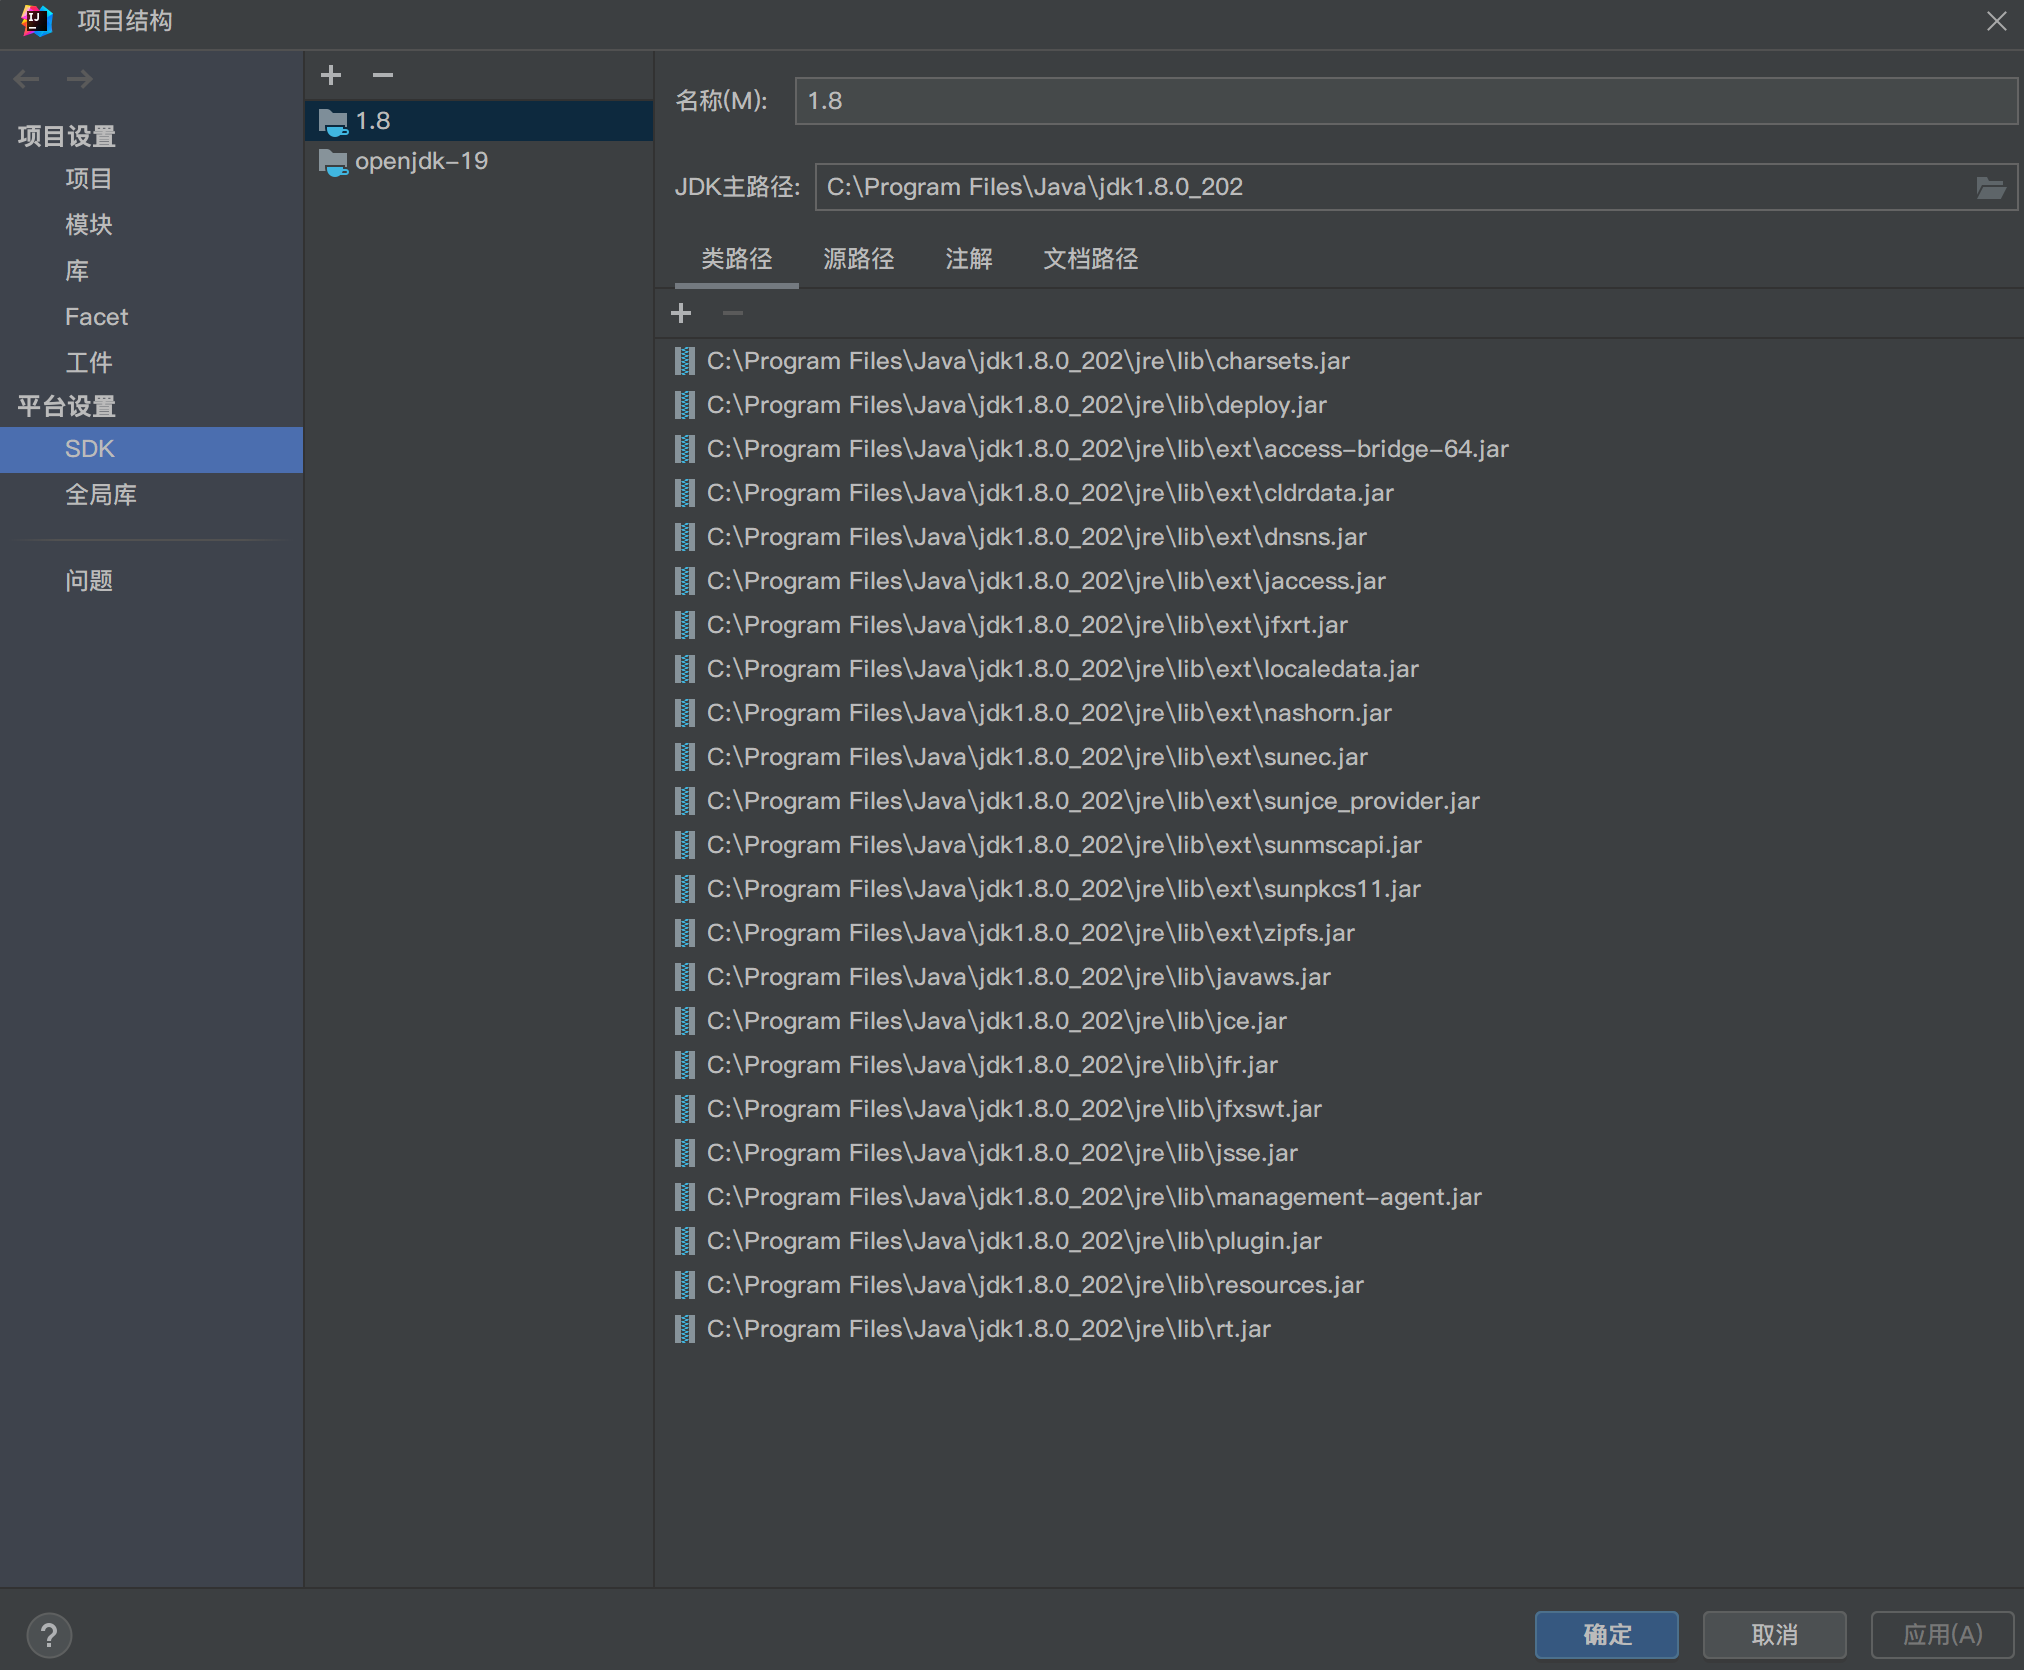 项目结构
项目设置
项目
模块
库
Facet
工件
平台设置
SDK
全局库
问题
1.8
openjdk-19
名称(M): 1.8
JDK主路径: C:\Program Files\Java\jdk1.8.0_202
类路径 源路径 注解 文档路径
C:\Program Files\Java\jdk1.8.0_202\jre\lib\charsets.jar
C:\Program Files\Java\jdk1.8.0_202\jre\lib\deploy.jar
C:\Program Files\Java\jdk1.8.0_202\jre\lib\ext\access-bridge-64.jar
C:\Program Files\Java\jdk1.8.0_202\jre\lib\ext\cldrdata.jar
C:\Program Files\Java\jdk1.8.0_202\jre\lib\ext\dnsns.jar
C:\Program Files\Java\jdk1.8.0_202\jre\lib\ext\jaccess.jar
C:\Program Files\Java\jdk1.8.0_202\jre\lib\ext\jfxrt.jar
C:\Program Files\Java\jdk1.8.0_202\jre\lib\ext\localedata.jar
C:\Program Files\Java\jdk1.8.0_202\jre\lib\ext\nashorn.jar
C:\Program Files\Java\jdk1.8.0_202\jre\lib\ext\sunec.jar
C:\Program Files\Java\jdk1.8.0_202\jre\lib\ext\sunjce_provider.jar
C:\Program Files\Java\jdk1.8.0_202\jre\lib\ext\sunmscapi.jar
C:\Program Files\Java\jdk1.8.0_202\jre\lib\ext\sunpkcs11.jar
C:\Program Files\Java\jdk1.8.0_202\jre\lib\ext\zipfs.jar
C:\Program Files\Java\jdk1.8.0_202\jre\lib\javaws.jar
C:\Program Files\Java\jdk1.8.0_202\jre\lib\jce.jar
C:\Program Files\Java\jdk1.8.0_202\jre\lib\jfr.jar
C:\Program Files\Java\jdk1.8.0_202\jre\lib\jfxswt.jar
C:\Program Files\Java\jdk1.8.0_202\jre\lib\jsse.jar
C:\Program Files\Java\jdk1.8.0_202\jre\lib\management-agent.jar
C:\Program Files\Java\jdk1.8.0_202\jre\lib\plugin.jar
C:\Program Files\Java\jdk1.8.0_202\jre\lib\resources.jar
C:\Program Files\Java\jdk1.8.0_202\jre\lib\rt.jar
? 确定 取消 应用(A)